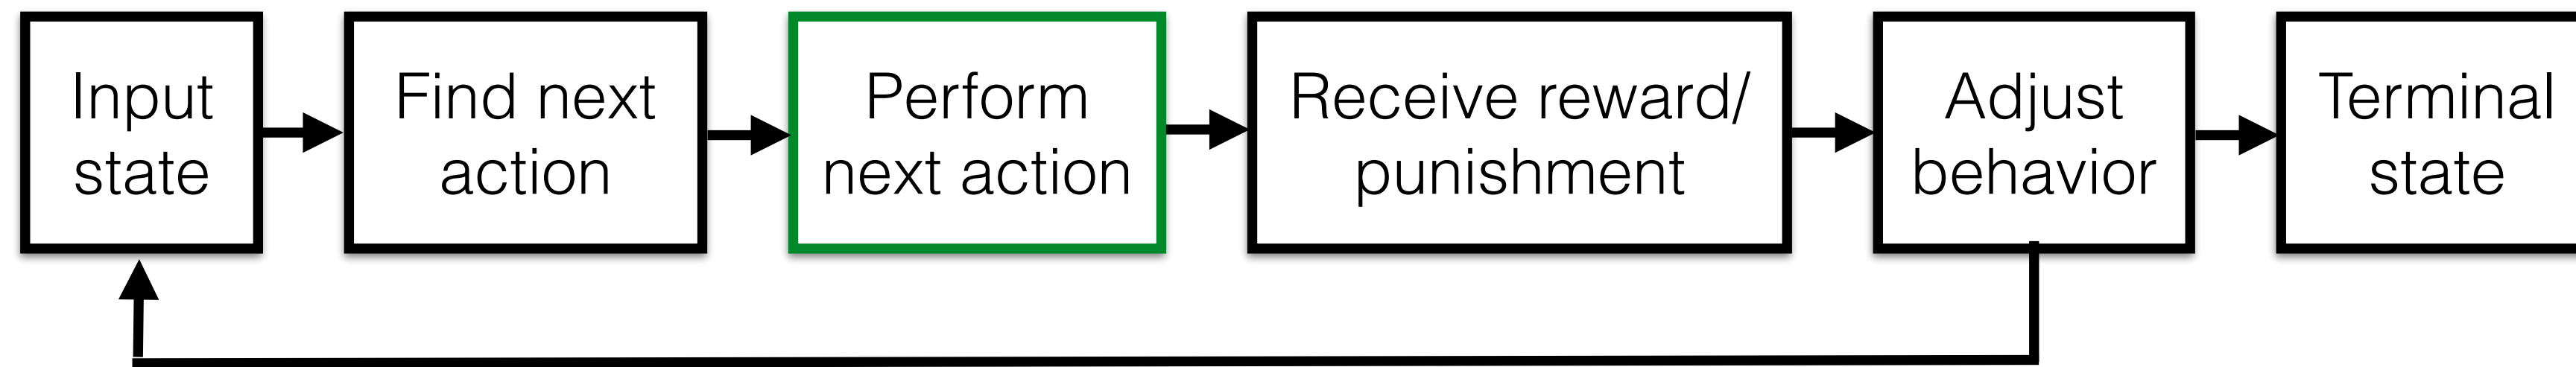 Input
state
Find next
action
Perform
next action
Receive reward/
punishment
Adjust
behavior
Terminal
state